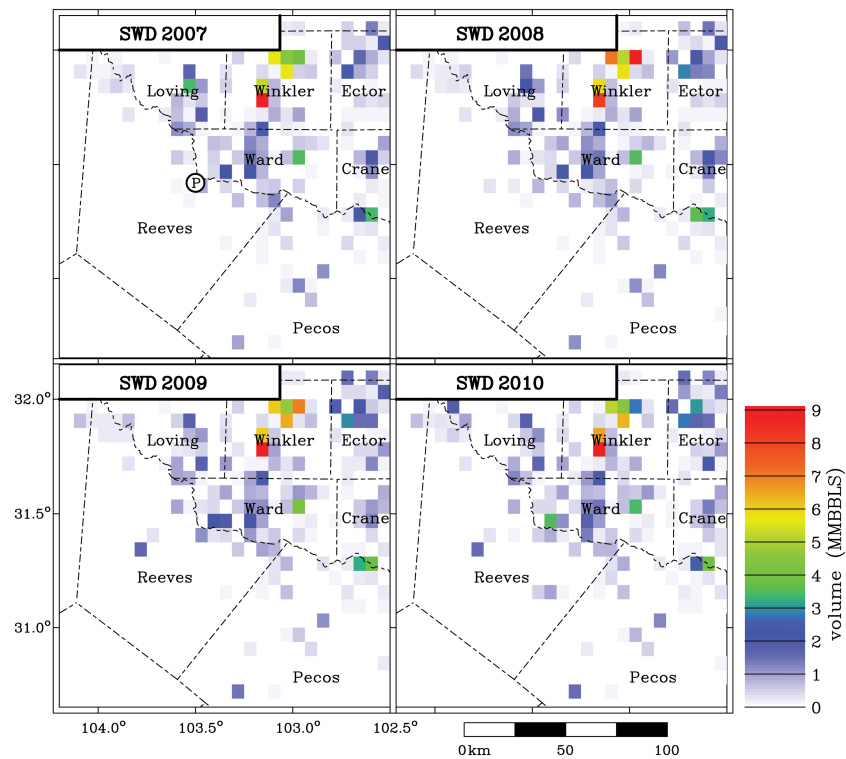 SWD 2007
SWD 2008
Loving
Winkler
Ector
Ward
Crane
P
Reeves
Pecos
Loving
Winkler
Ector
Ward
Crane
Reeves
Pecos
SWD 2009
SWD 2010
32.0°
31.5°
31.0°
Loving
Winkler
Ector
Ward
Crane
Reeves
Pecos
Loving
Winkler
Ector
Ward
Crane
Reeves
Pecos
104.0°
103.5°
103.0°
102.5°
0km
50
100
9
8
7
6
5
4
3
2
1
0
volume (MMBBLS)